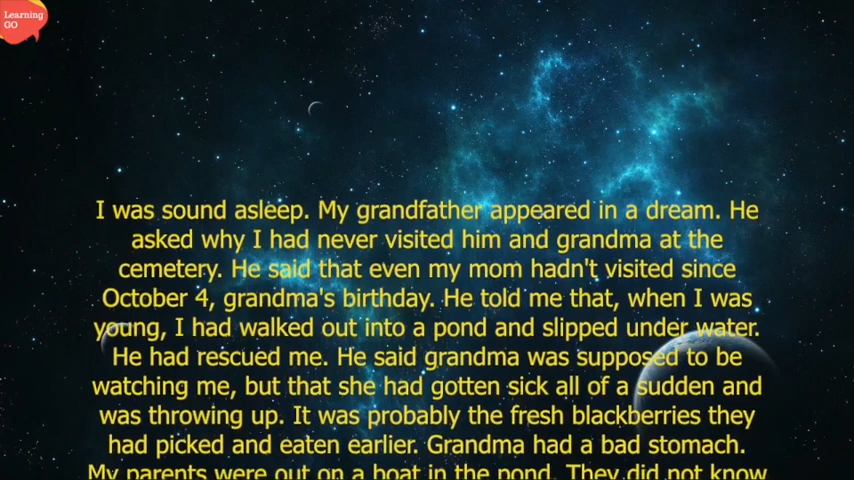 Learning
GO
I was sound asleep. My grandfather appeared in a dream. He
asked why I had never visited him and grandma at the
cemetery. He said that even my mom hadn't visited since
October 4, grandma's birthday. He told me that, when I was
young, I had walked out into a pond and slipped under water.
He had rescued me. He said grandma was supposed to be
watching me, but that she had gotten sick all of a sudden and
was throwing up. It was probably the fresh blackberries they
had picked and eaten earlier. Grandma had a bad stomach.
My parents were out on a boat in the pond. They did not know